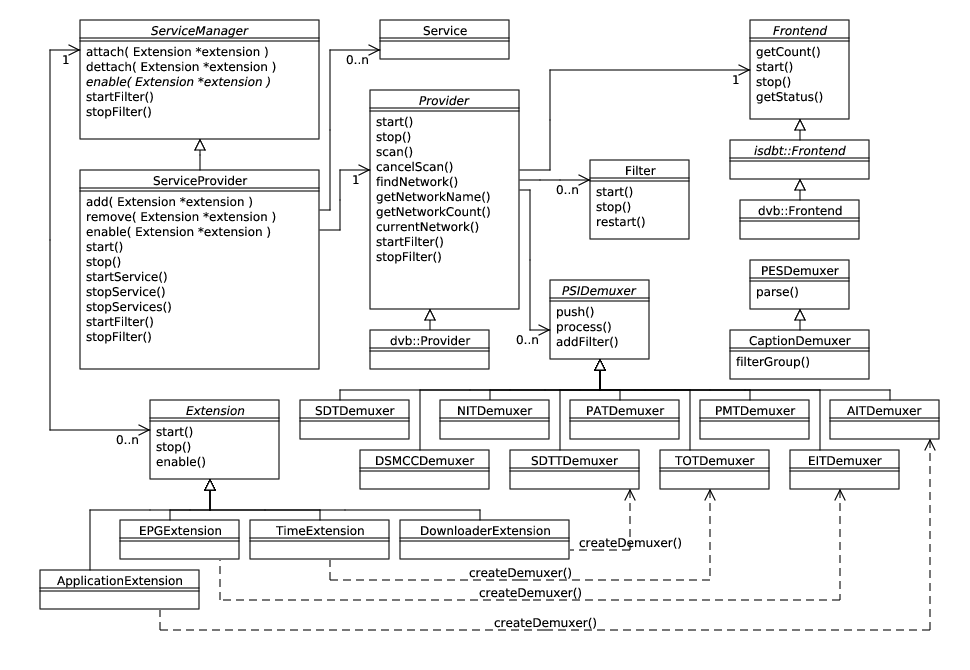 ServiceManager
attach( Extension *extension )
dettach( Extension *extension )
enable( Extension *extension )
startFilter()
stopFilter()
1
Service
0..n
Frontend
getCount()
start()
stop()
getStatus()
1
Provider
start()
stop()
scan()
cancelScan()
findNetwork()
getNetworkName()
getNetworkCount()
currentNetwork()
startFilter()
stopFilter()
1
isdbt::Frontend
dvb::Frontend
Filter
start()
stop()
restart()
0..n
ServiceProvider
add( Extension *extension )
remove( Extension *extension )
enable( Extension *extension )
start()
stop()
startService()
stopService()
stopServices()
startFilter()
stopFilter()
PESDemuxer
parse()
PSIDemuxer
push()
process()
addFilter()
0..n
dvb::Provider
CaptionDemuxer
filterGroup()
Extension
start()
stop()
enable()
0..n
SDTDemuxer
NITDemuxer
PATDemuxer
PMTDemuxer
AITDemuxer
DSMCCDemuxer
SDTTDemuxer
TOTDemuxer
EITDemuxer
EPGExtension
TimeExtension
DownloaderExtension
createDemuxer()
ApplicationExtension
createDemuxer()
createDemuxer()
createDemuxer()